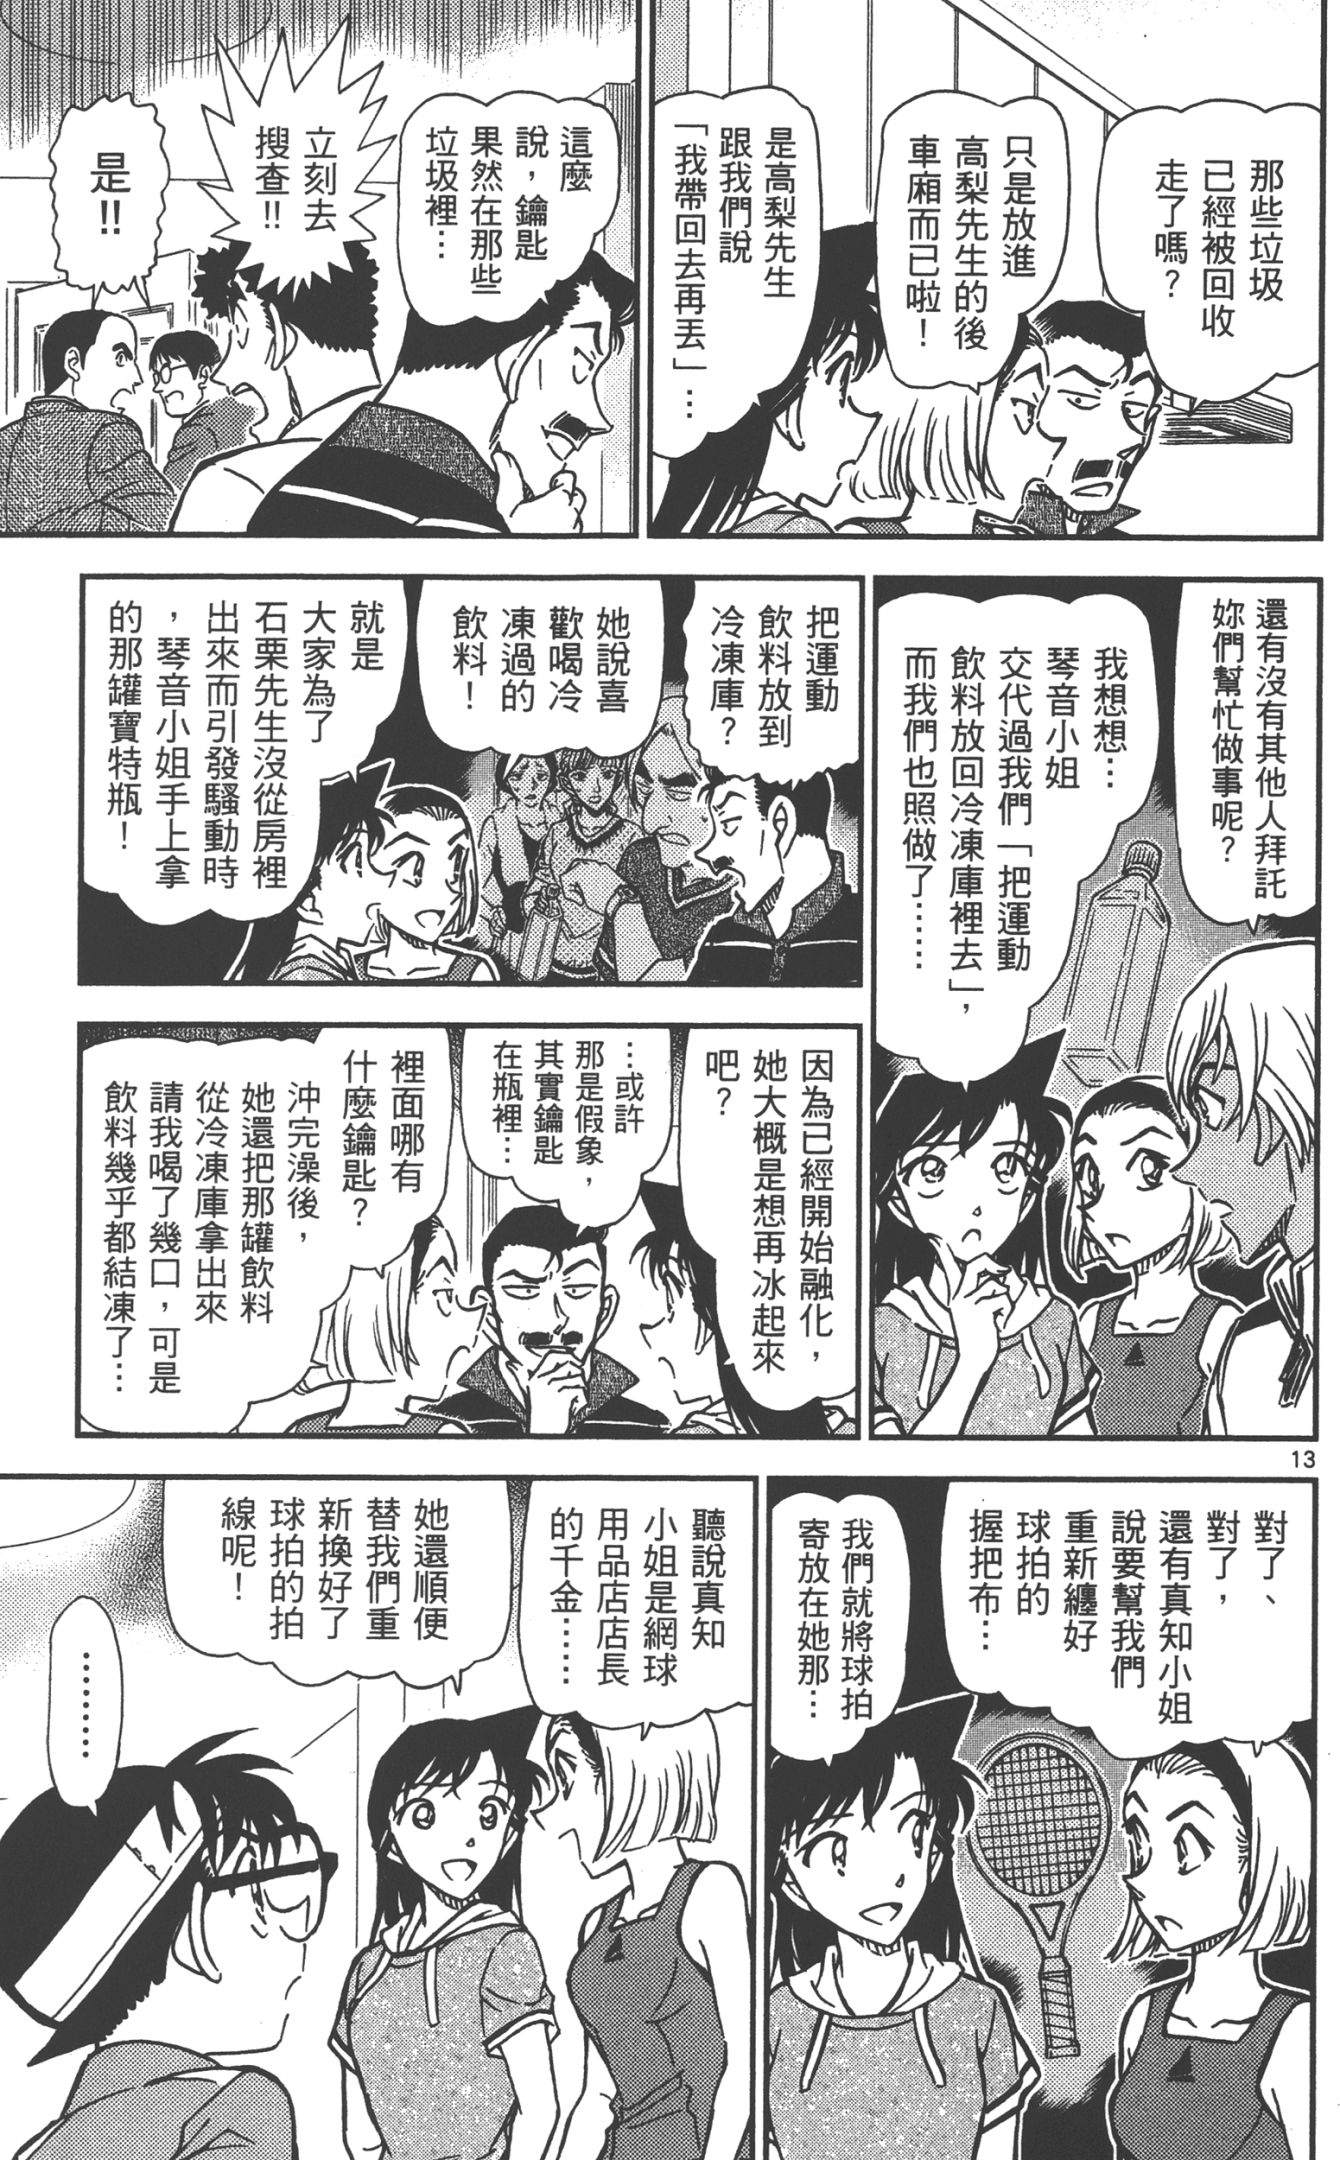 那些垃圾
已經被回收
走了嗎？
只是放進
高梨先生的後
車廂而已啦！
是高梨先生
跟我們說
「我帶回去再丟」…
這麼
說，鑰匙
果然在那些
垃圾裡…
立刻去
搜查!!
是!!
還有沒有其他人拜託
妳們幫忙做事呢？
我想想…
琴音小姐
交代過我們「把運動
飲料放回冷凍庫裡去」，
而我們也照做了……
把運動
飲料放到
冷凍庫？
她說喜
歡喝冷
凍過的
飲料！
就是
大家為了
石栗先生沒從房裡
出來而引發騷動時
，琴音小姐手上拿
的那罐寶特瓶！
因為已經開始融化，
她大概是想再冰起來
吧？
…或許
那是假象，
其實鑰匙
在瓶裡…
裡面哪有
什麼鑰匙？
沖完澡後，
她還把那罐飲料
從冷凍庫拿出來
請我喝了幾口，可是
飲料幾乎都結凍了…
13
對了、
對了，
還有真知小姐
說要幫我們
重新纏好
球拍的
握把布…
我們就將球拍
寄放在她那…
聽說真知
小姐是網球
用品店店長
的千金……
她還順便
替我們重
新換好了
球拍的拍
線呢！
………